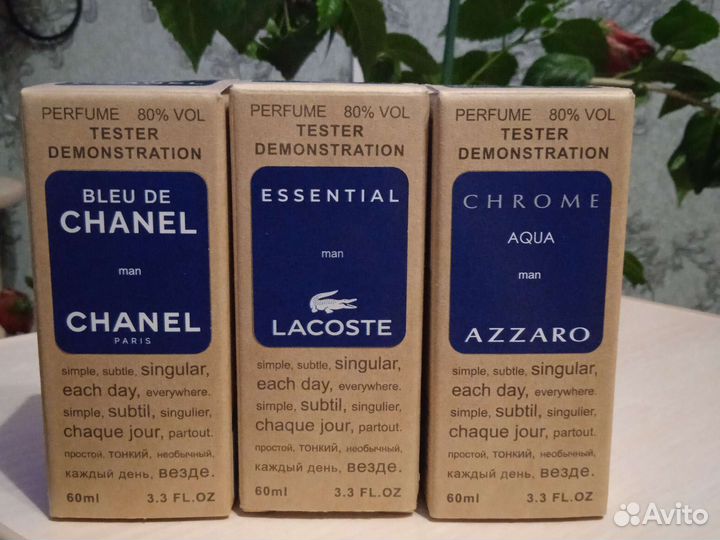 PERFUME 80% VOL
TESTER
DEMONSTRATION
BLEU DE
CHANEL
man
CHANEL
PARIS
simple, subtle, singular,
each day, everywhere.
simple, subtil, singulier,
chaque jour, partout.
простой, тонкий, необычный,
каждый день, везде.
60ml 3.3 FL.OZ
PERFUME 80% VOL
TESTER
DEMONSTRATION
ESSENTIAL
man
LACOSTE
simple, subtle, singular,
each day, everywhere.
simple, subtil, singulier,
chaque jour, partout.
простой, тонкий, необычный,
каждый день, везде.
60ml 3.3 FL.OZ
PERFUME 80% VOL
TESTER
DEMONSTRATION
CHROME
AQUA
man
AZZARO
simple, subtle, singular,
each day, everywhere.
simple, subtil, singulier,
chaque jour, partout.
простой, тонкий, необычный,
каждый день, везде.
60ml 3.3 FL.OZ
Avito